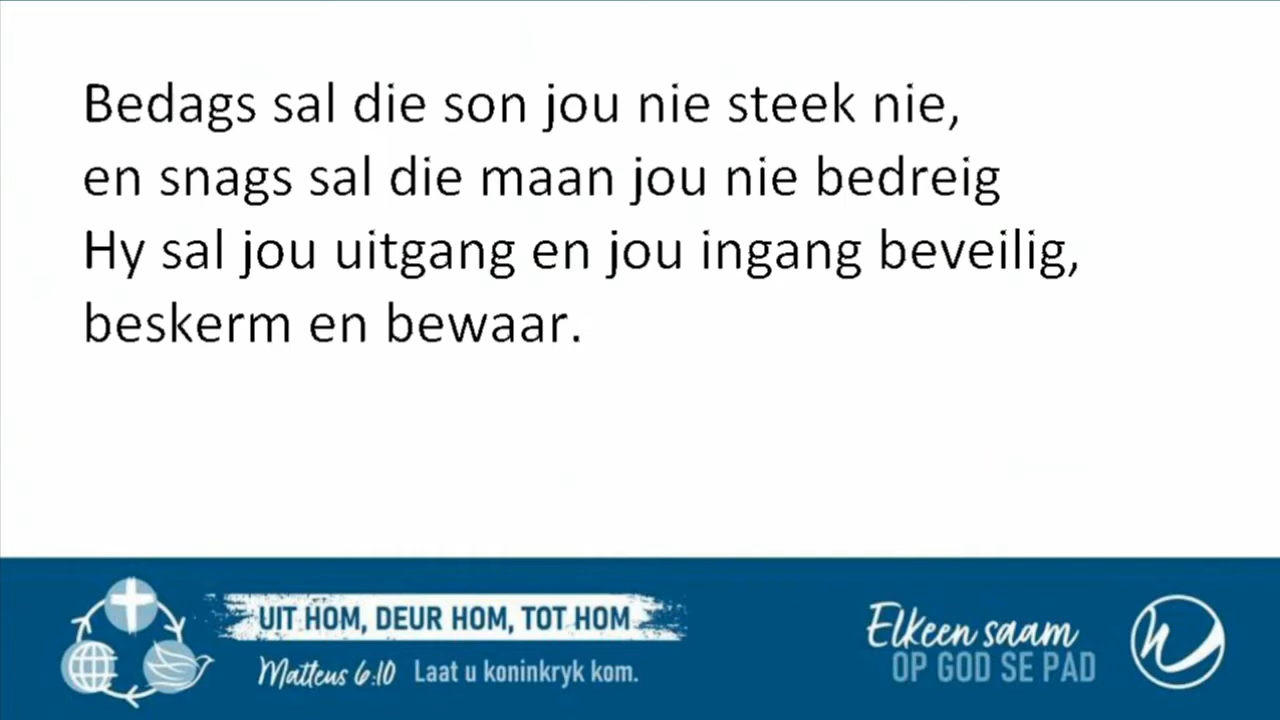 Bedags sal die son jou nie steek nie,
en snags sal die maan jou nie bedreig
Hy sal jou uitgang en jou ingang beveilig,
beskerm en bewaar.
UIT HOM, DEUR HOM, TOT HOM
Matteus 6:10 Laat u koninkryk kom.
Elkeen saam
OP GOD SE PAD